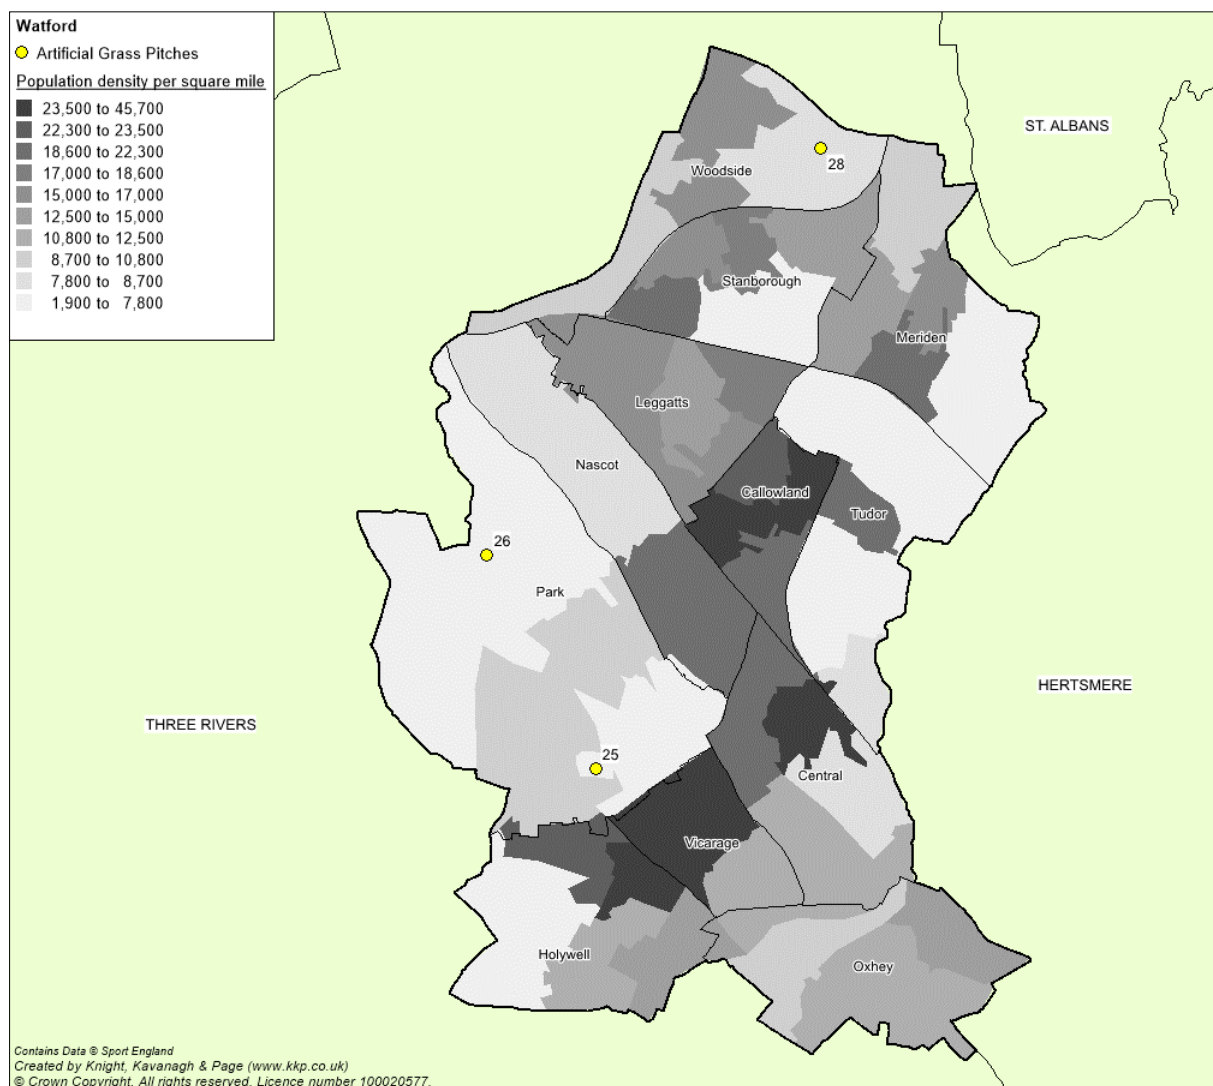 Watford
Artificial Grass Pitches
Population density per square mile
23,500 to 45,700
22,300 to 23,500
18,600 to 22,300
17,000 to 18,600
15,000 to 17,000
12,500 to 15,000
10,800 to 12,500
8,700 to 10,800
7,800 to 8,700
1,900 to 7,800
ST. ALBANS
28
Woodside
Stanborough
Meriden
Leggatts
Nascot
Callowland
Tudor
26
Park
HERTSMERE
THREE RIVERS
25
Central
Vicarage
Holywell
Oxhey
Contains Data © Sport England
Created by Knight, Kavanagh & Page (www.kkp.co.uk)
© Crown Copyright. All rights reserved. Licence number 100020577.